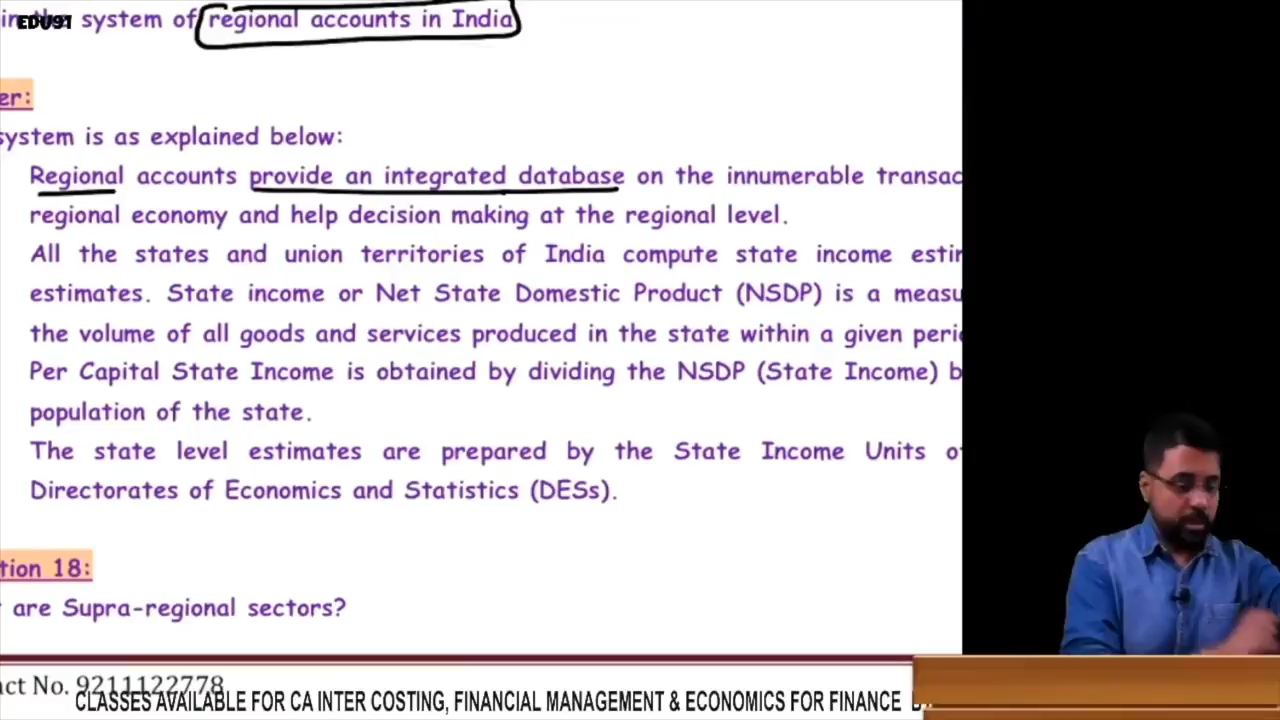 EDU91
system of regional accounts in India
er:
system is as explained below:
Regional accounts provide an integrated database on the innumerable transac
regional economy and help decision making at the regional level.
All the states and union territories of India compute state income estir
estimates. State income or Net State Domestic Product (NSDP) is a measu
the volume of all goods and services produced in the state within a given peri
Per Capital State Income is obtained by dividing the NSDP (State Income) b
population of the state.
The state level estimates are prepared by the State Income Units of
Directorates of Economics and Statistics (DESs).
tion 18:
are Supra-regional sectors?
act No. 9211122778
CLASSES AVAILABLE FOR CA INTER COSTING, FINANCIAL MANAGEMENT & ECONOMICS FOR FINANCE